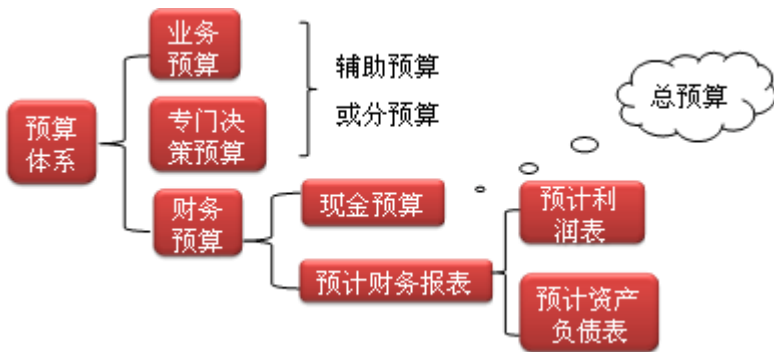 业务
预算
辅助预算
或分预算
总预算
预算
体系
专门决
策预算
财务
预算
现金预算
预计利
润表
预计财务报表
预计资产
负债表